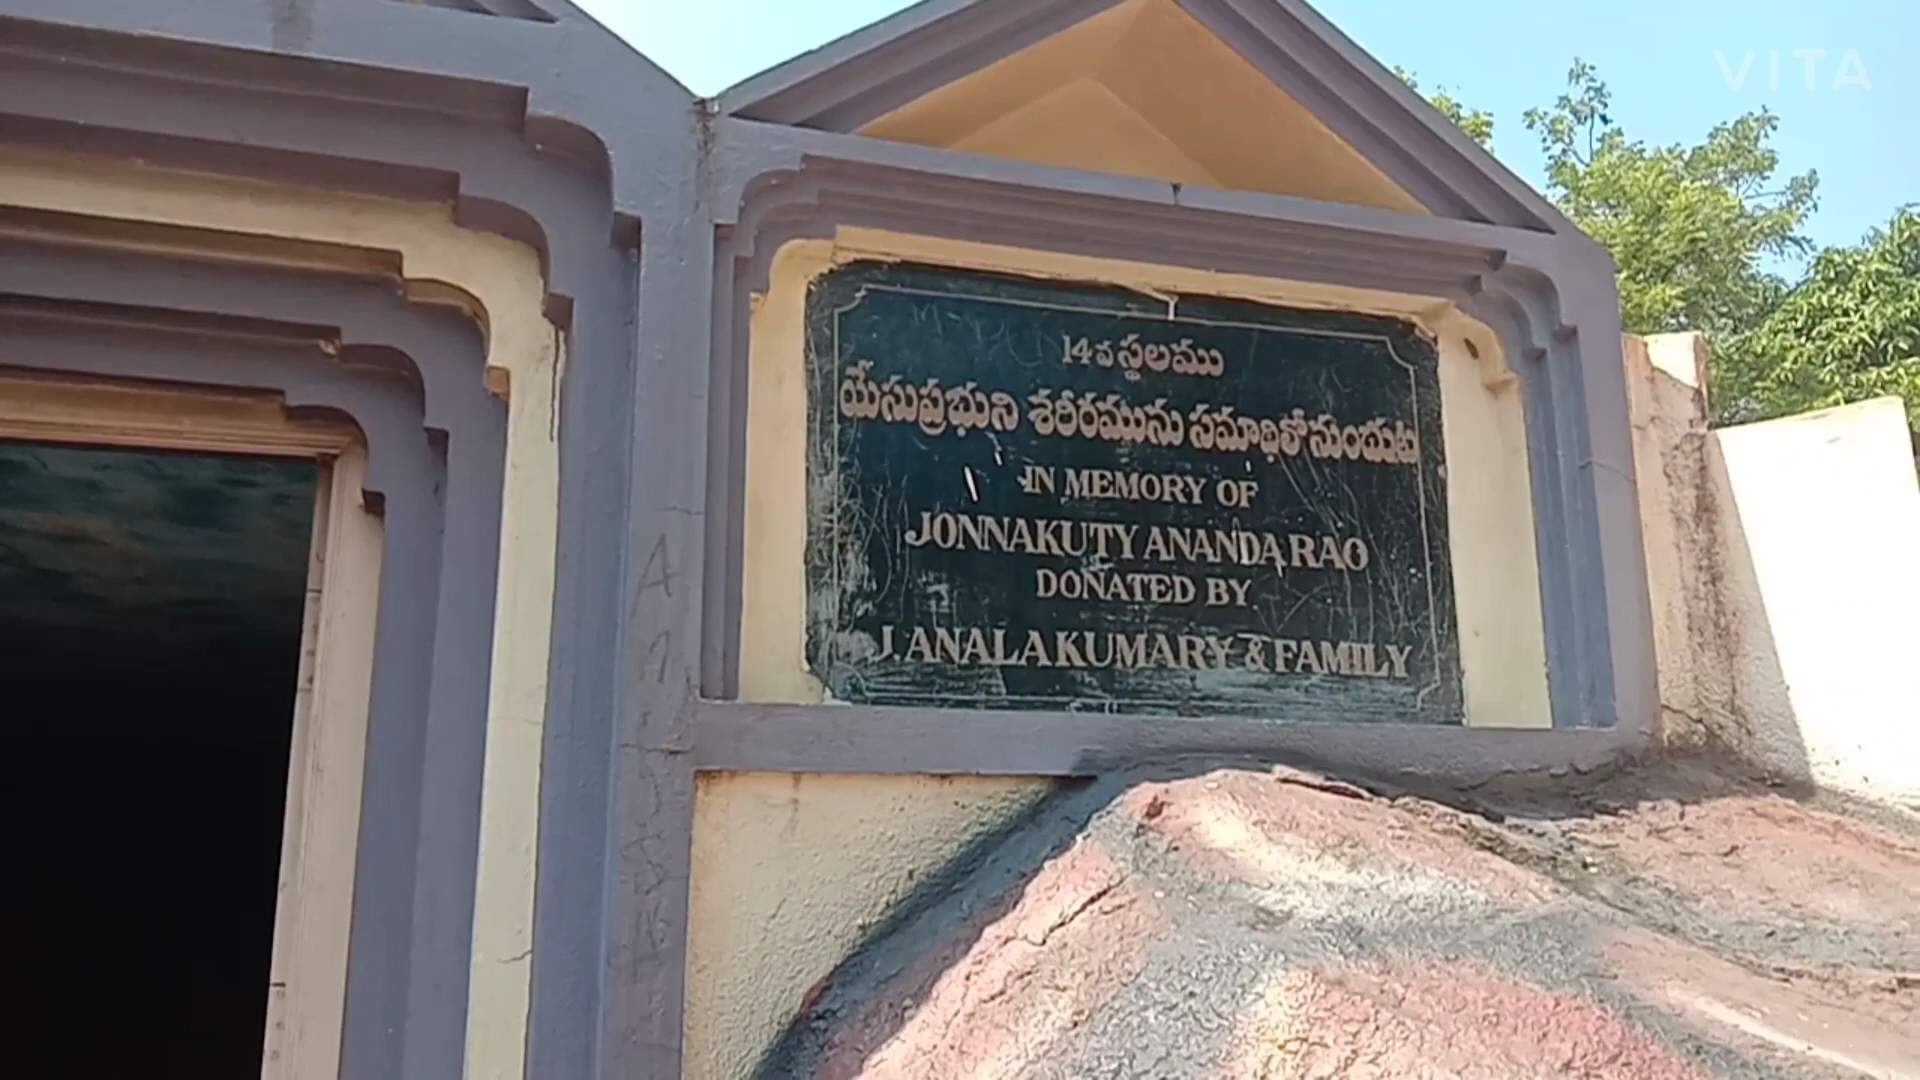 VITA
14వ స్థలము
యేసుప్రభుని శరీరమును సమాధిలోనుంచుట
IN MEMORY OF
JONNAKUTY ANANDA RAO
DONATED BY
J. ANALA KUMARY & FAMILY